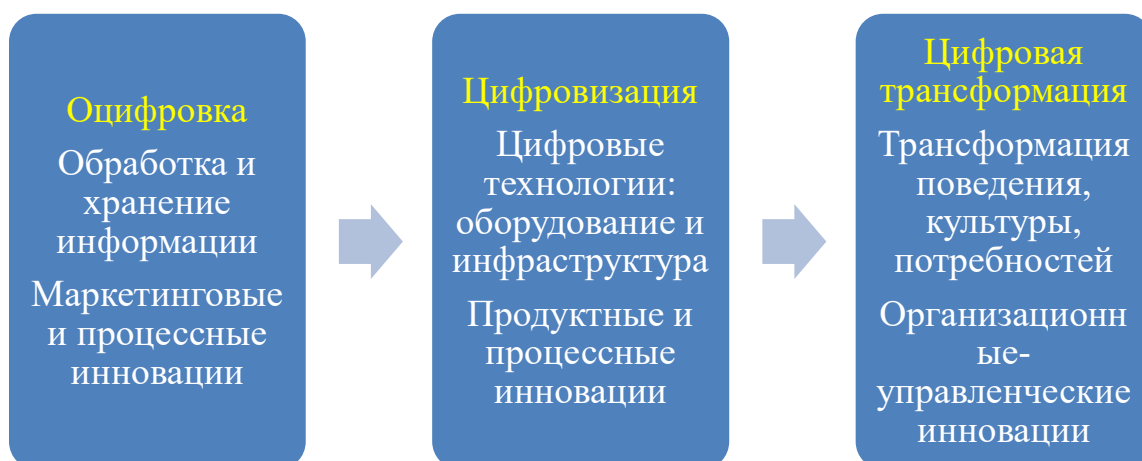 Оцифровка
Обработка и
хранение
информации
Маркетинговые
и процессные
инновации
Цифровизация
Цифровые
технологии:
оборудование и
инфраструктура
Продуктные и
процессные
инновации
Цифровая
трансформация
Трансформация
поведения,
культуры,
потребностей
Организационн
ые-
управленческие
инновации